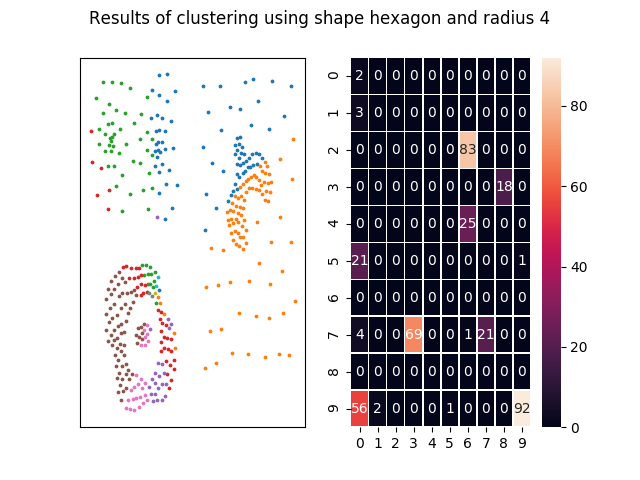 Results of clustering using shape hexagon and radius 4
0 2 0 0 0 0 0 0 0 0 0
1 3 0 0 0 0 0 0 0 0 0
2 0 0 0 0 0 0 83 0 0 0
3 0 0 0 0 0 0 0 0 18 0
4 0 0 0 0 0 0 25 0 0 0
5 21 0 0 0 0 0 0 0 0 1
6 0 0 0 0 0 0 0 0 0 0
7 4 0 0 69 0 0 1 21 0 0
8 0 0 0 0 0 0 0 0 0 0
9 56 2 0 0 0 1 0 0 0 92
0 1 2 3 4 5 6 7 8 9
80
60
40
20
0